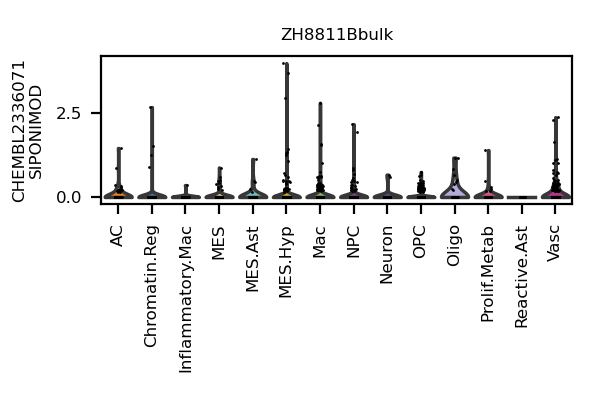 ZH8811Bbulk
CHEMBL2336071
SIPONIMOD
2.5
0.0
AC
Chromatin.Reg
Inflammatory.Mac
MES
MES.Ast
MES.Hyp
Mac
NPC
Neuron
OPC
Oligo
Prolif.Metab
Reactive.Ast
Vasc